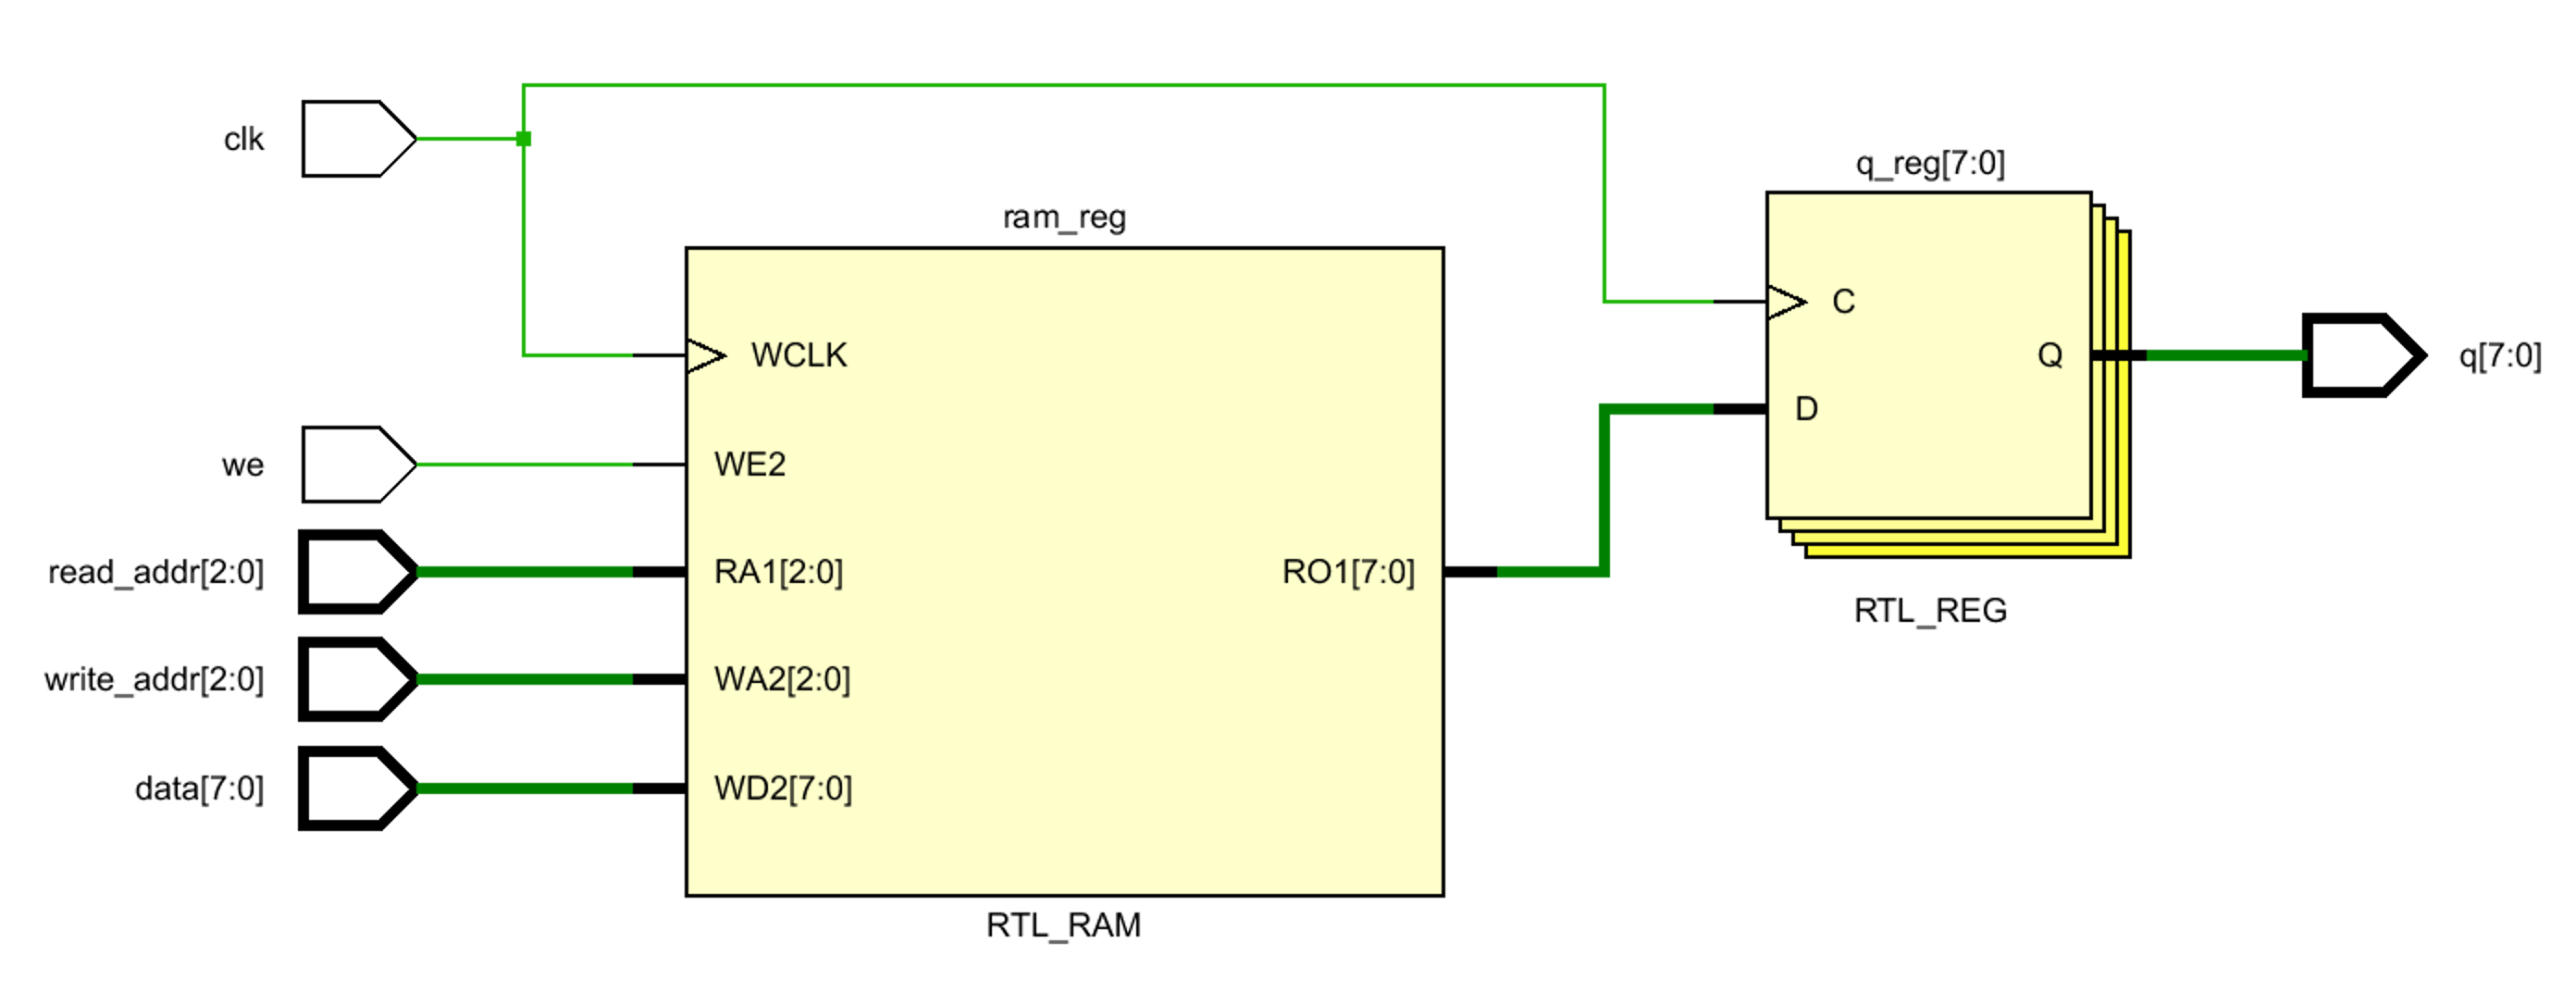 clk
q_reg[7:0]
ram_reg
C
WCLK
Q
q[7:0]
D
we
WE2
read_addr[2:0]
RA1[2:0]
RO1[7:0]
RTL_REG
write_addr[2:0]
WA2[2:0]
data[7:0]
WD2[7:0]
RTL_RAM